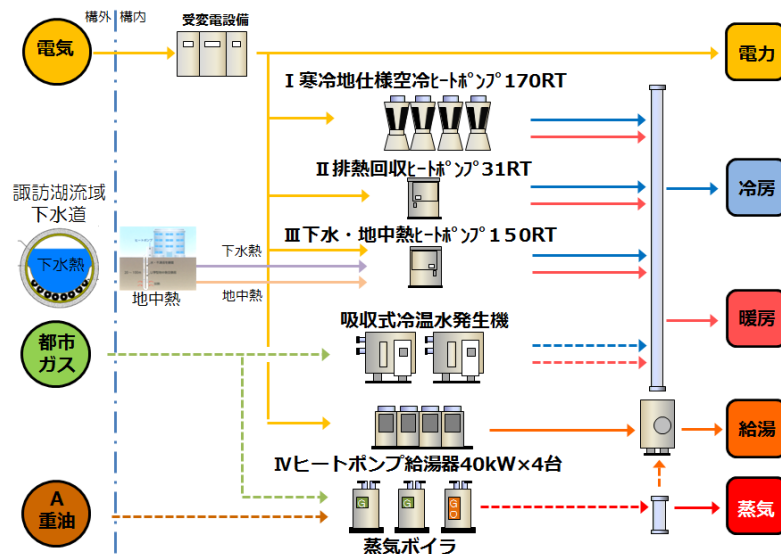 構外 構内
受変電設備
電気
電力
Ⅰ寒冷地仕様空冷ﾋｰﾄﾎﾟﾝﾌﾟ170RT
Ⅱ排熱回収ﾋｰﾄﾎﾟﾝﾌﾟ31RT
冷房
諏訪湖流域
下水道
下水熱
Ⅲ下水・地中熱ﾋｰﾄﾎﾟﾝﾌﾟ150RT
下水熱
地中熱
地中熱
吸収式冷温水発生機
暖房
都市
ガス
給湯
Ⅳヒートポンプ給湯器40kW×4台
A
重油
G
G
G
O
蒸気
蒸気ボイラ